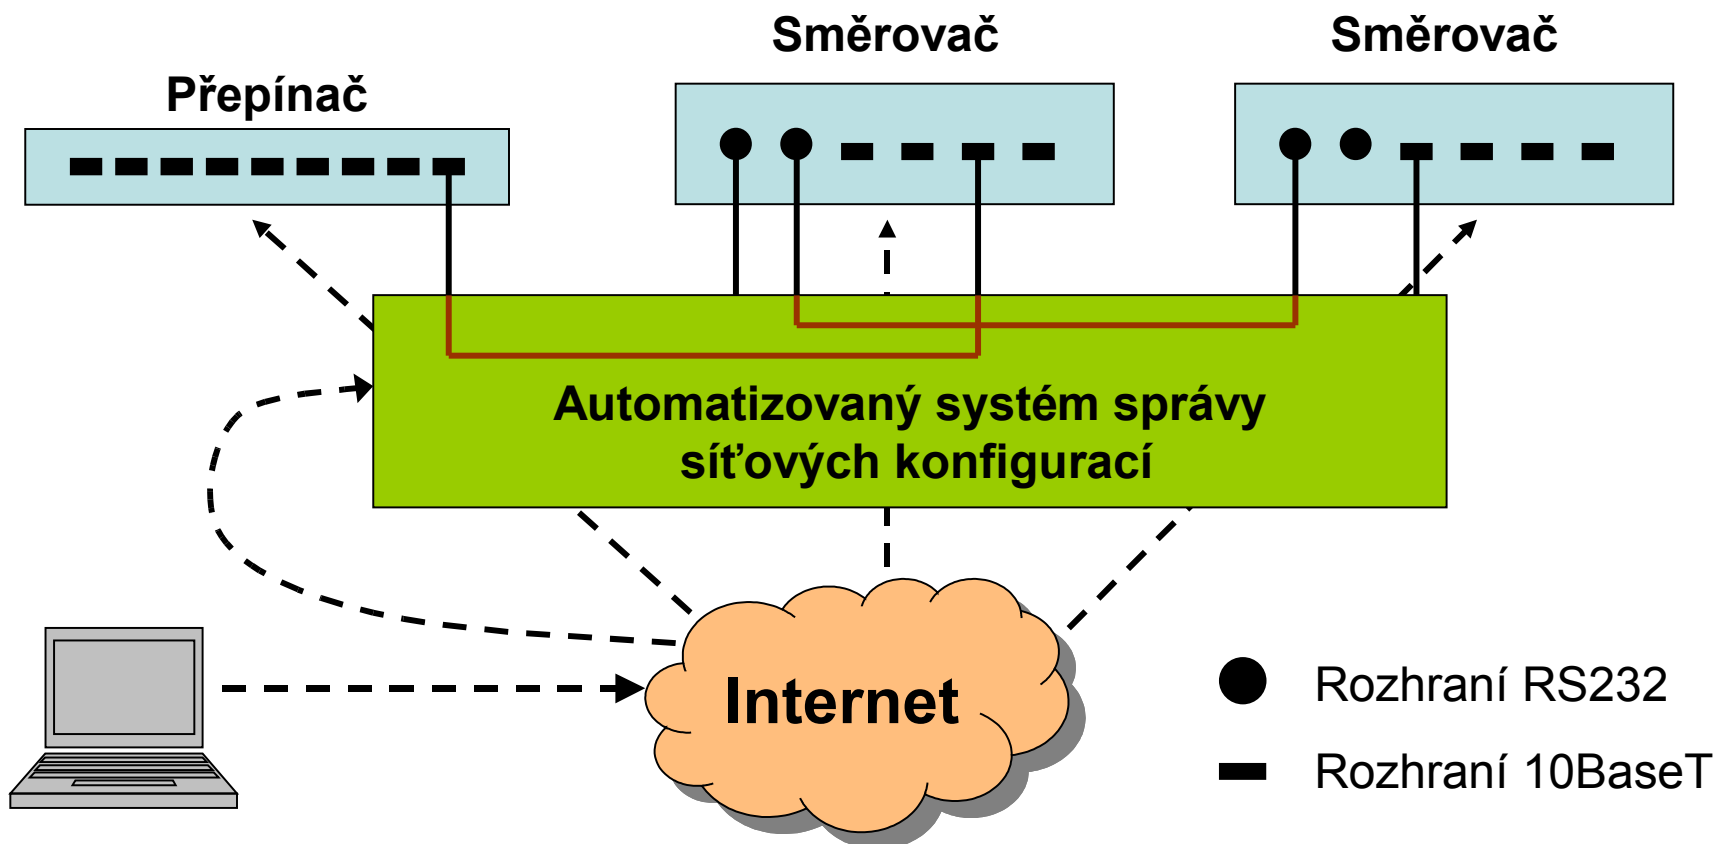 Směrovač
Směrovač
Přepínač
Automatizovaný systém správy
síťových konfigurací
Internet
Rozhraní RS232
Rozhraní 10BaseT